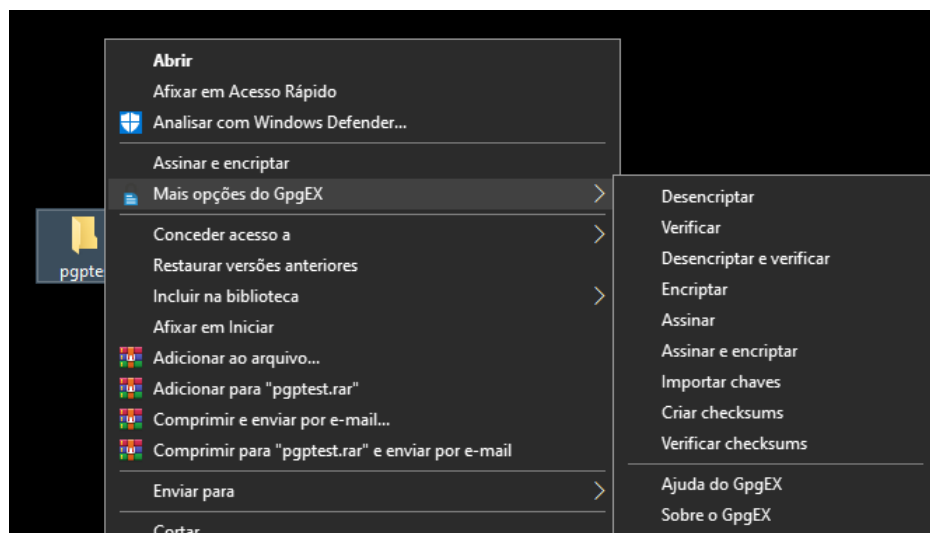 Abrir
Afixar em Acesso Rápido
Analisar com Windows Defender...
Assinar e encriptar
Mais opções do GpgEX
Conceder acesso a
Restaurar versões anteriores
Incluir na biblioteca
Afixar em Iniciar
Adicionar ao arquivo...
Adicionar para "pgptest.rar"
Comprimir e enviar por e-mail...
Comprimir para "pgptest.rar" e enviar por e-mail
Enviar para
Cortar
Desencriptar
Verificar
Desencriptar e verificar
Encriptar
Assinar
Assinar e encriptar
Importar chaves
Criar checksums
Verificar checksums
Ajuda do GpgEX
Sobre o GpgEX
pgpte